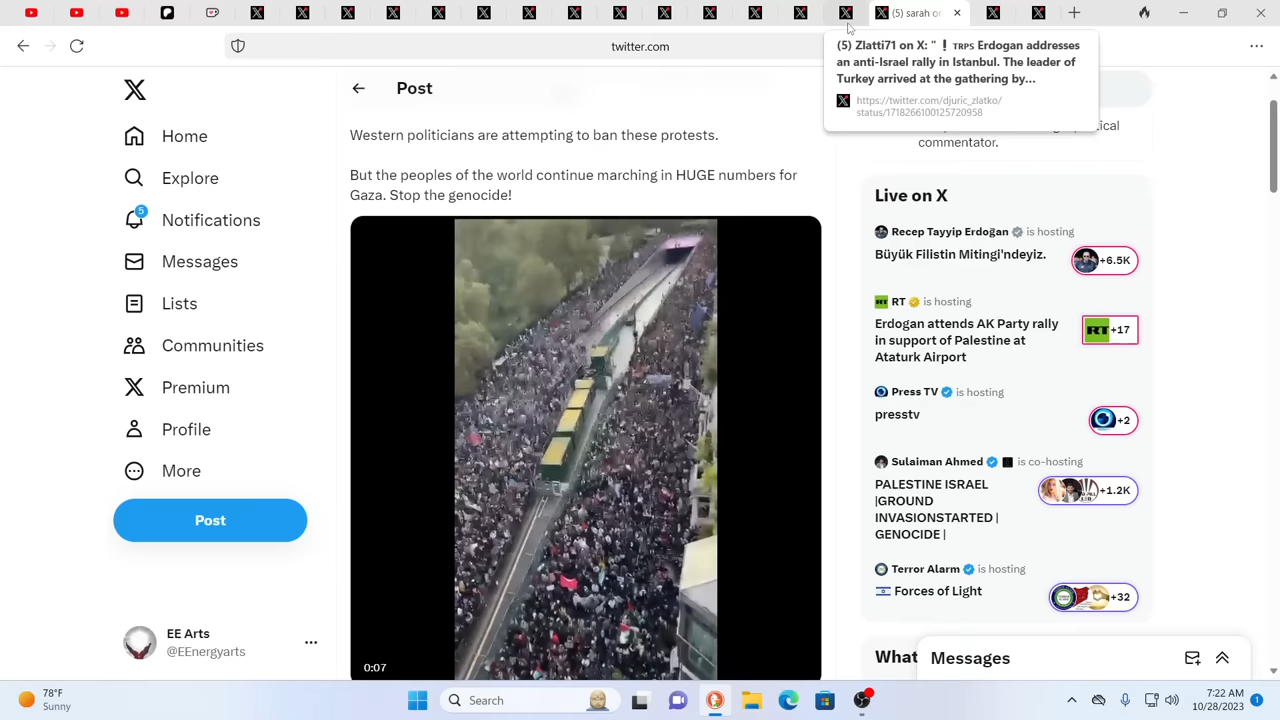 (5) sarah o
twitter.com
(5) Zlatti71 on X: "❗️ᴛʀᴘs Erdogan addresses
an anti-Israel rally in Istanbul. The leader of
Turkey arrived at the gathering by...
https://twitter.com/djuric_zlatko/
status/1718266100125720958
Post
Western politicians are attempting to ban these protests.
But the peoples of the world continue marching in HUGE numbers for
Gaza. Stop the genocide!
0:07
Home
Explore
5
Notifications
Messages
Lists
Communities
Premium
Profile
More
Post
EE Arts
@EEnergyarts
commentator.
Live on X
Recep Tayyip Erdoğan is hosting
Büyük Filistin Mitingi'ndeyiz.
+6.5K
RT is hosting
Erdogan attends AK Party rally
in support of Palestine at
Ataturk Airport
RT +17
Press TV is hosting
presstv
+2
Sulaiman Ahmed is co-hosting
PALESTINE ISRAEL
|GROUND
INVASIONSTARTED |
GENOCIDE |
+1.2K
Terror Alarm is hosting
🇮🇱 Forces of Light
+32
What
Messages
78°F
Sunny
Search
7:22 AM
10/28/2023
1